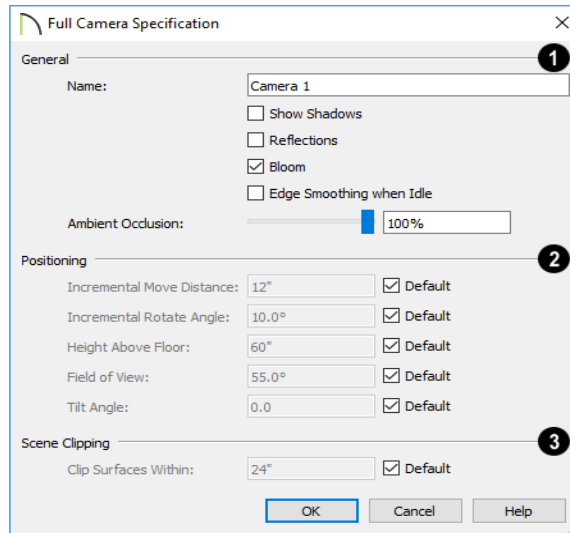 Full Camera Specification
General 1
Name: Camera 1
Show Shadows
Reflections
Bloom
Edge Smoothing when Idle
Ambient Occlusion: 100%
Positioning 2
Incremental Move Distance: 12" Default
Incremental Rotate Angle: 10.0° Default
Height Above Floor: 60" Default
Field of View: 55.0° Default
Tilt Angle: 0.0 Default
Scene Clipping 3
Clip Surfaces Within: 24" Default
OK Cancel Help